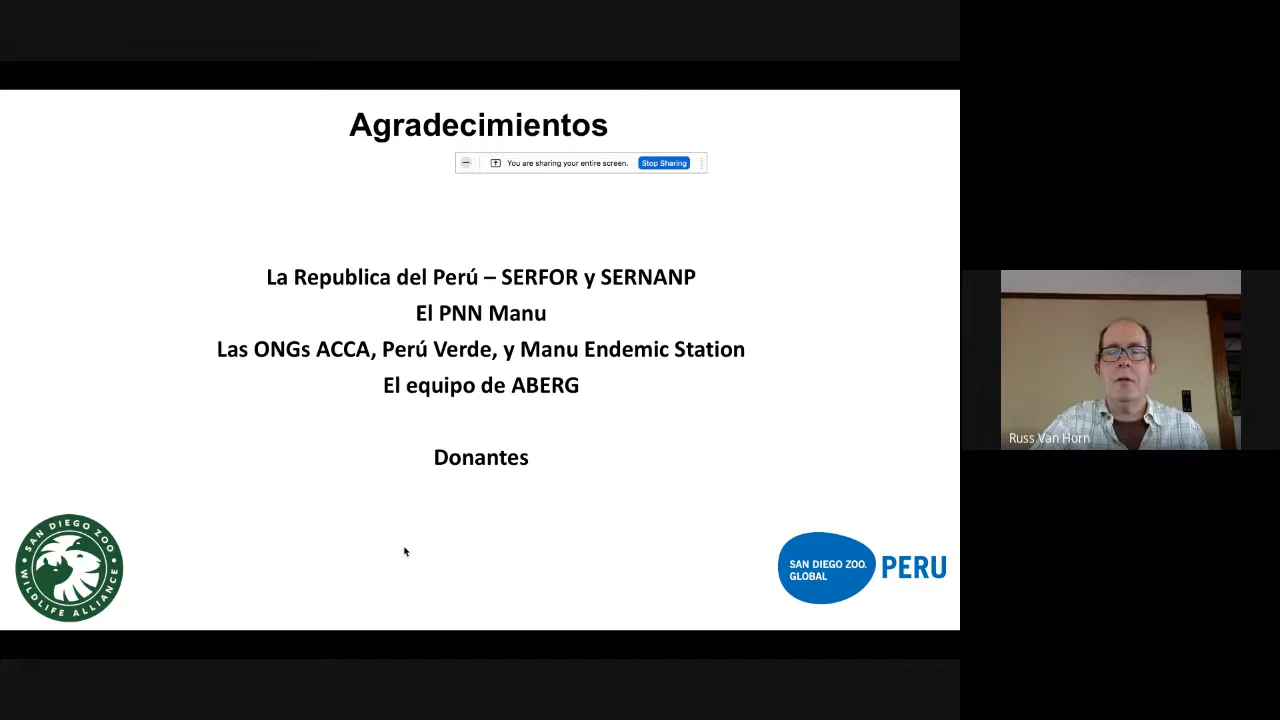 Agradecimientos
You are sharing your entire screen. Stop Sharing
La Republica del Perú – SERFOR y SERNANP
El PNN Manu
Las ONGs ACCA, Perú Verde, y Manu Endemic Station
El equipo de ABERG
Donantes
Russ Van Horn
SAN DIEGO ZOO
WILDLIFE ALLIANCE
SAN DIEGO ZOO.
GLOBAL
PERU